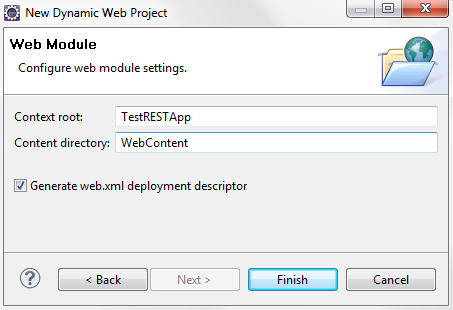 New Dynamic Web Project
Web Module
Configure web module settings.
Context root: TestRESTApp
Content directory: WebContent
Generate web.xml deployment descriptor
? < Back Next > Finish Cancel